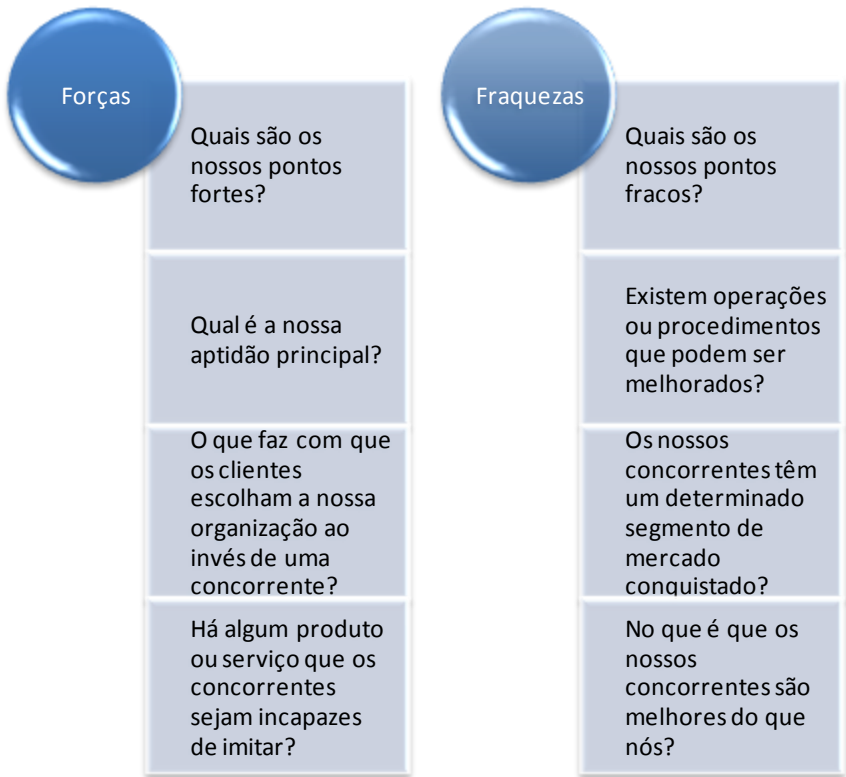 Forças
Quais são os
nossos pontos
fortes?
Qual é a nossa
aptidão principal?
O que faz com que
os clientes
escolham a nossa
organização ao
invés de uma
concorrente?
Há algum produto
ou serviço que os
concorrentes
sejam incapazes
de imitar?
Fraquezas
Quais são os
nossos pontos
fracos?
Existem operações
ou procedimentos
que podem ser
melhorados?
Os nossos
concorrentes têm
um determinado
segmento de
mercado
conquistado?
No que é que os
nossos
concorrentes são
melhores do que
nós?